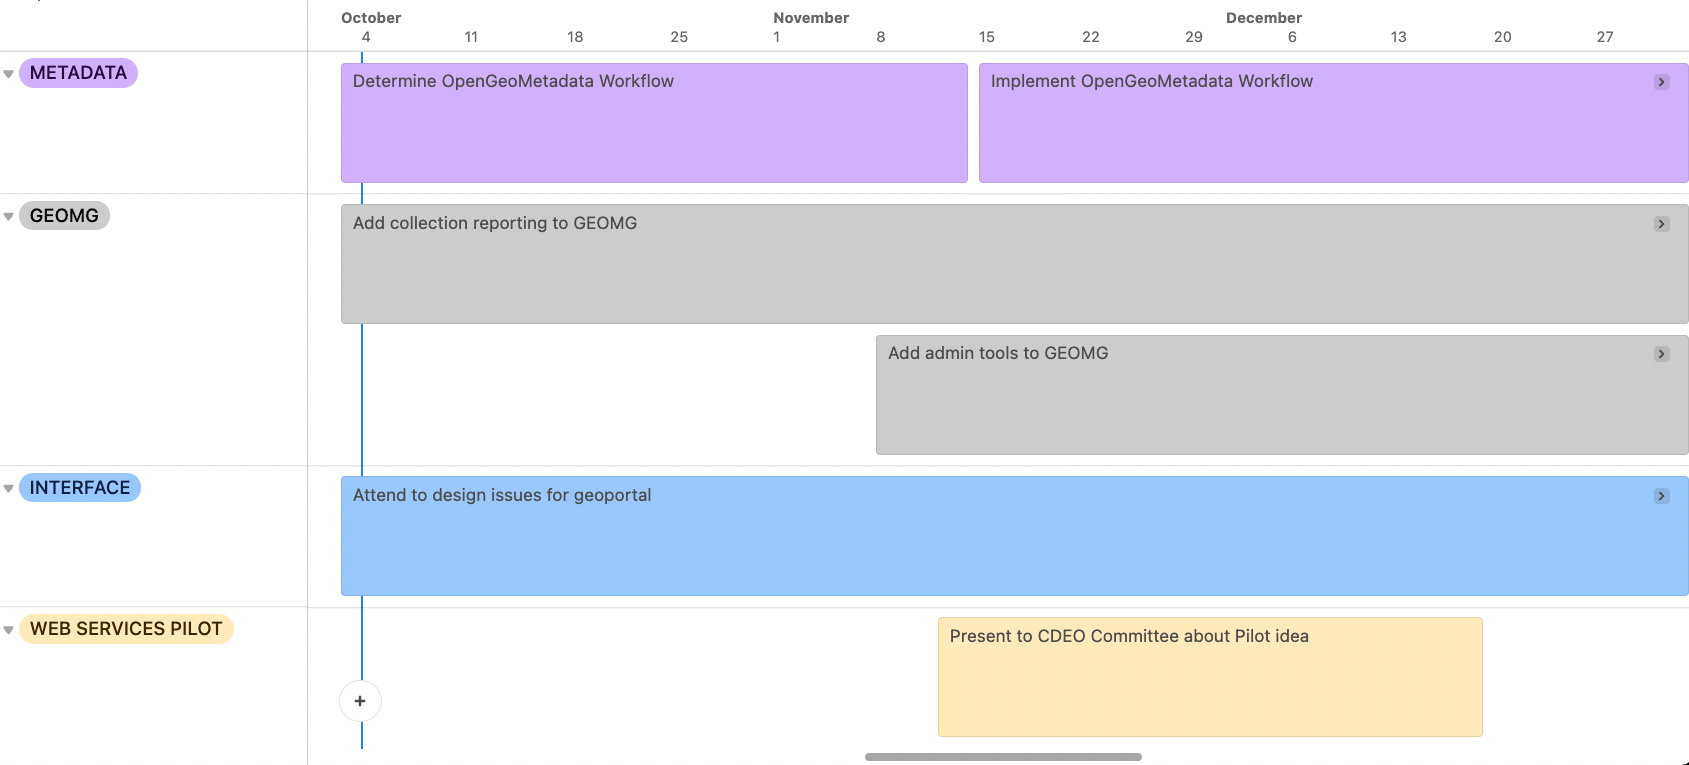 October November December
4 11 18 25 1 8 15 22 29 6 13 20 27
METADATA
Determine OpenGeoMetadata Workflow
Implement OpenGeoMetadata Workflow
GEOMG
Add collection reporting to GEOMG
Add admin tools to GEOMG
INTERFACE
Attend to design issues for geoportal
WEB SERVICES PILOT
Present to CDEO Committee about Pilot idea
+